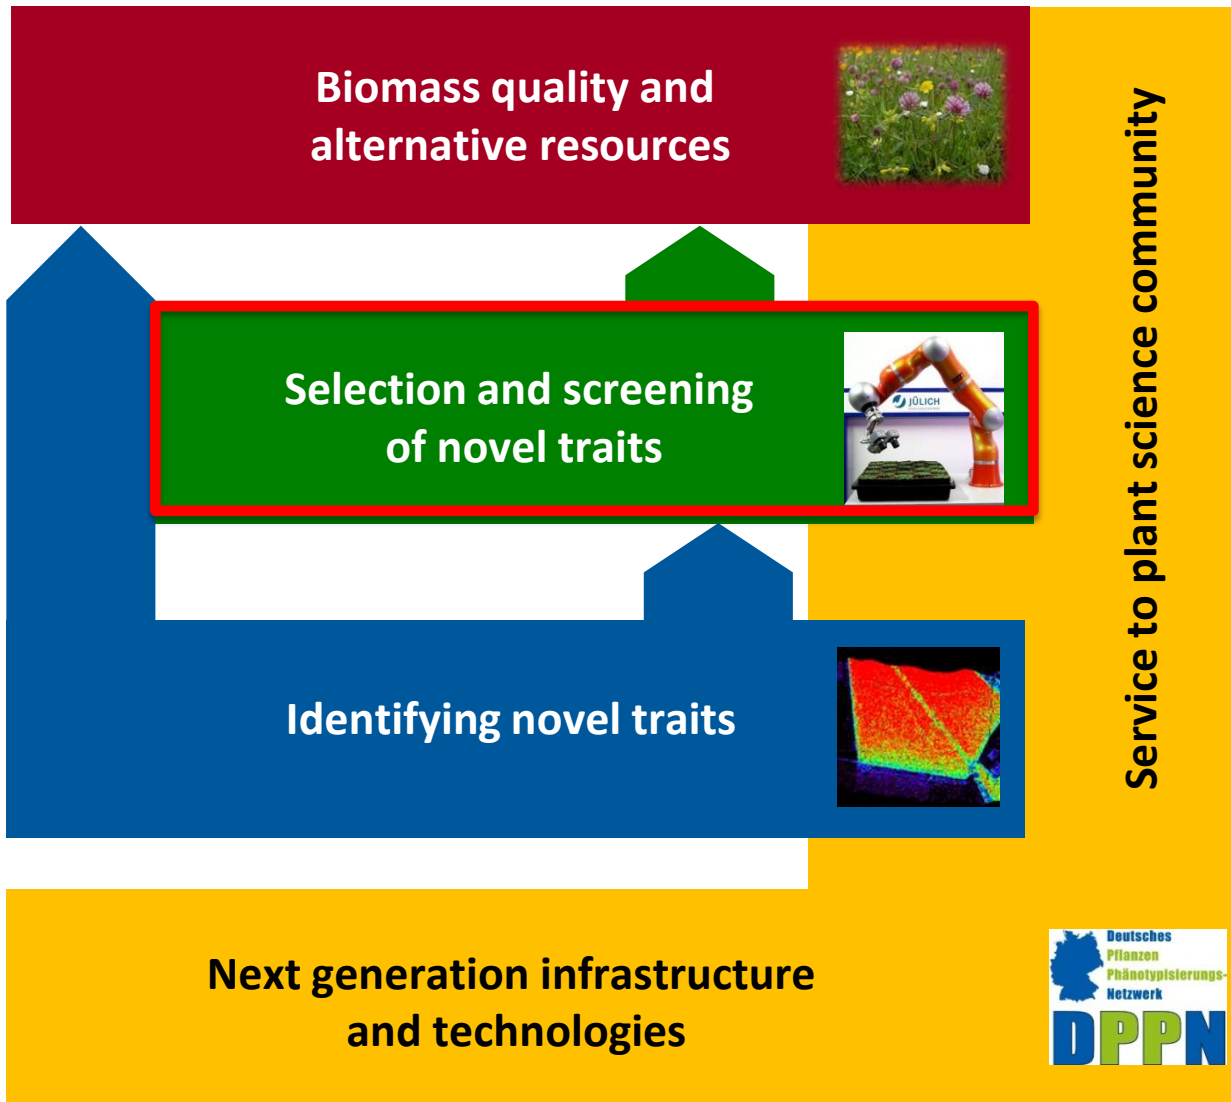 Biomass quality and
alternative resources
Selection and screening
of novel traits
JÜLICH
Identifying novel traits
Service to plant science community
Next generation infrastructure
and technologies
Deutsches
Pflanzen
Phänotypisierungs-
Netzwerk
DPPN